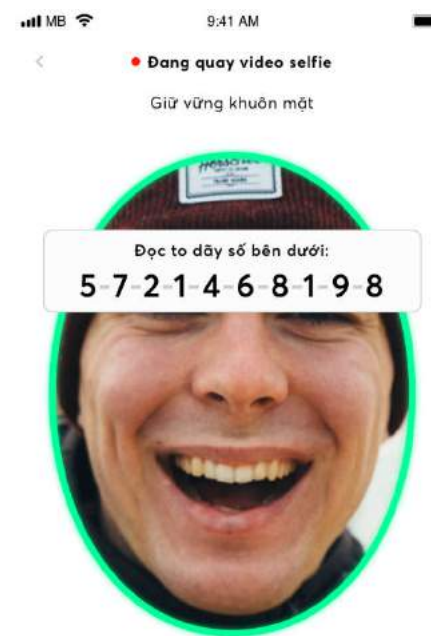 MB
9:41 AM
Đang quay video selfie
Giữ vững khuôn mặt
Đọc to dãy số bên dưới:
5-7-2-1-4-6-8-1-9-8